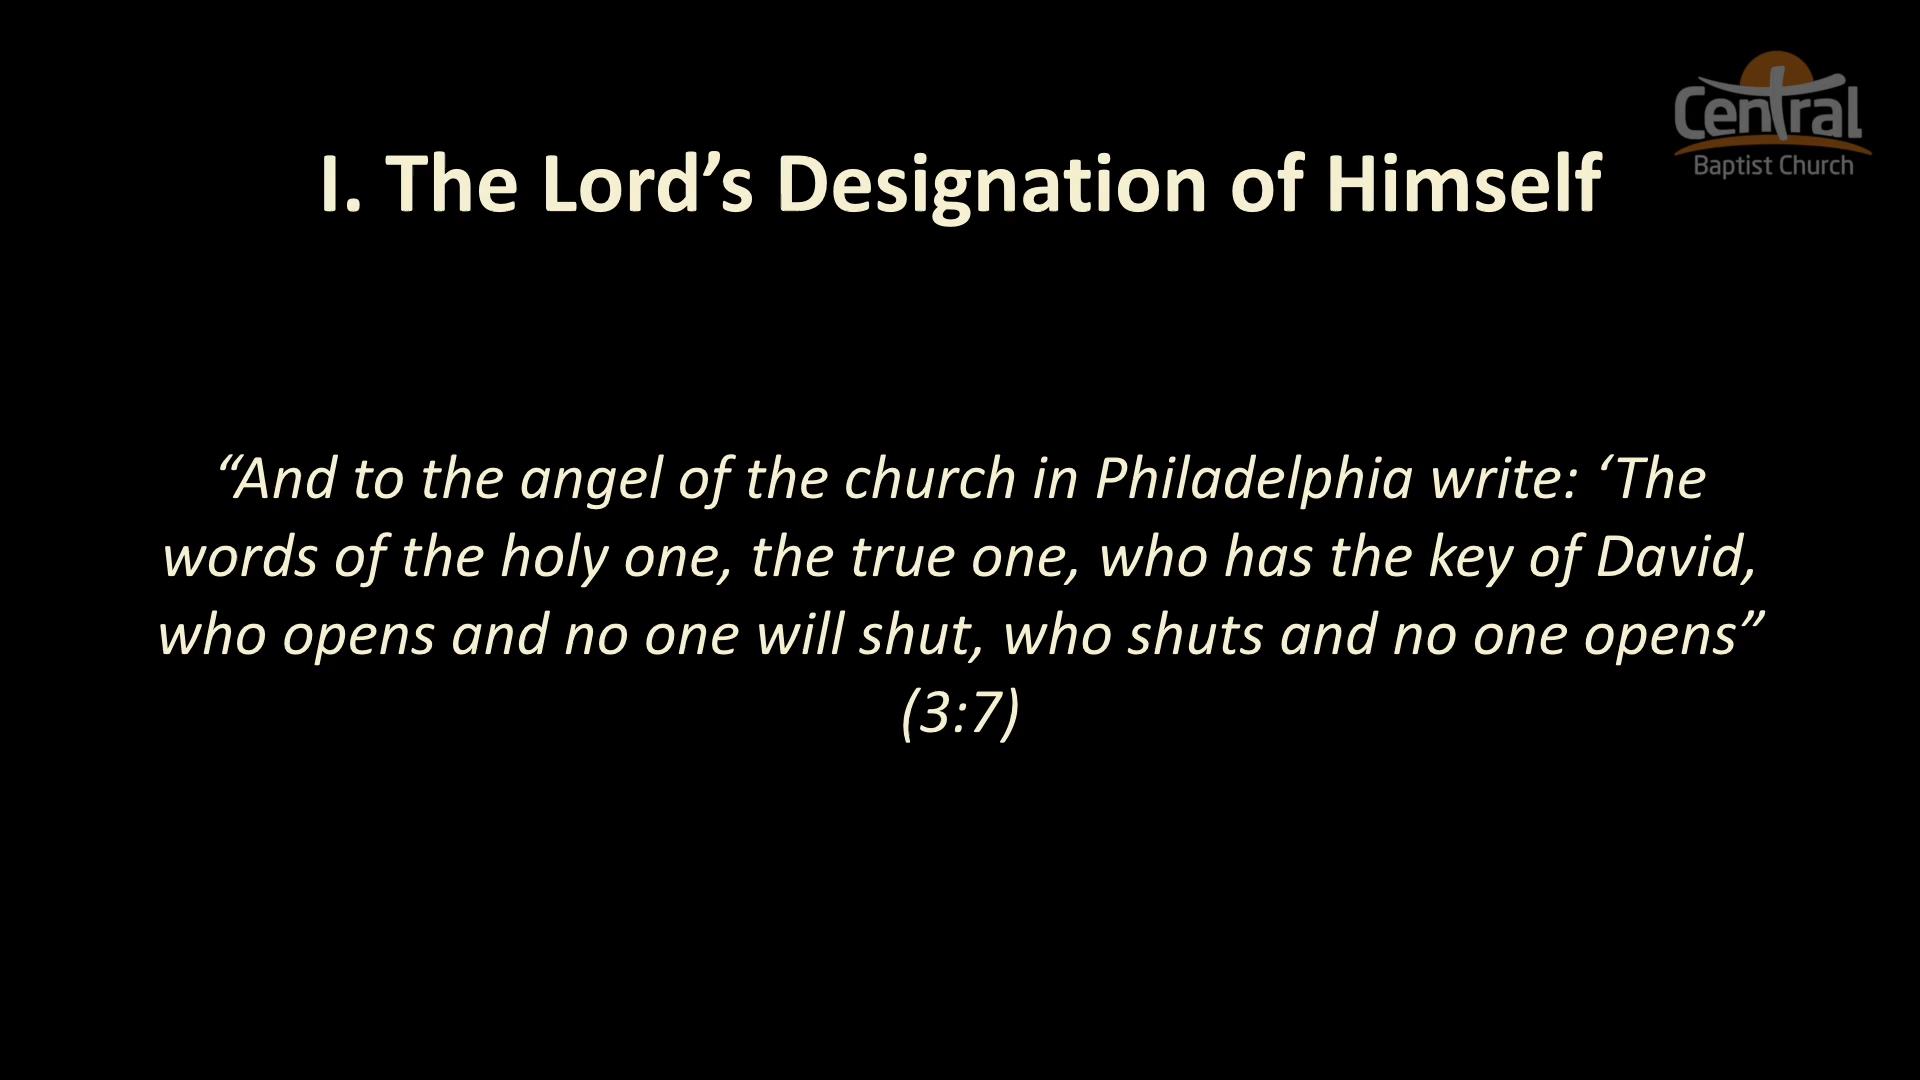 Central
Baptist Church
I. The Lord’s Designation of Himself
“And to the angel of the church in Philadelphia write: ‘The
words of the holy one, the true one, who has the key of David,
who opens and no one will shut, who shuts and no one opens”
(3:7)